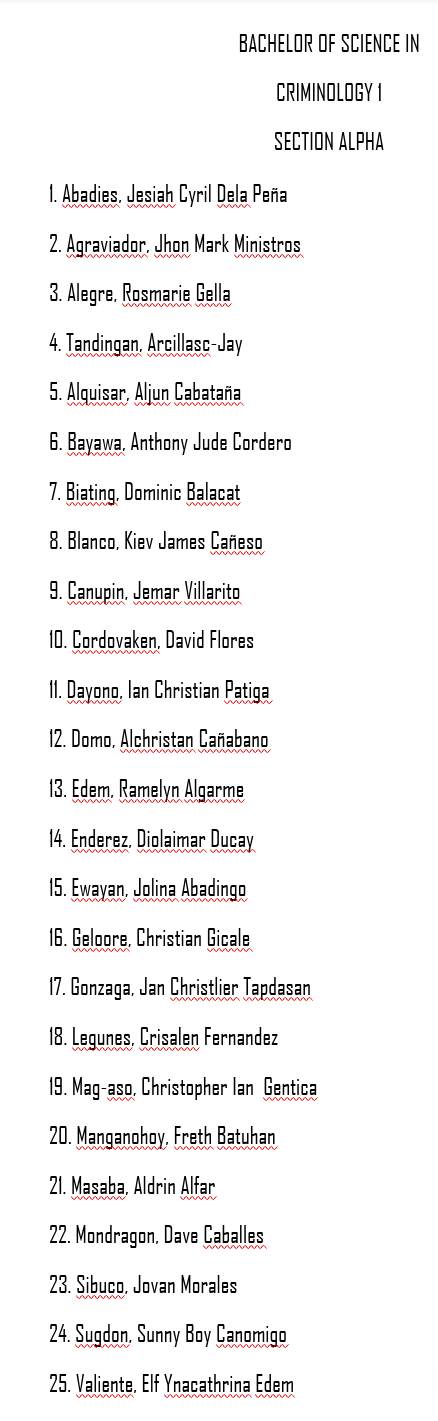 BACHELOR OF SCIENCE IN
CRIMINOLOGY 1
SECTION ALPHA
1. Abadies, Jesiah Cyril Dela Peña
2. Agraviador, Jhon Mark Ministros
3. Alegre, Rosmarie Gella
4. Tandingan, Arcillasc-Jay
5. Alquisar, Aljun Cabataña
6. Bayawa, Anthony Jude Cordero
7. Biating, Dominic Balacat
8. Blanco, Kiev James Cañeso
9. Canupin, Jemar Villarito
10. Cordovaken, David Flores
11. Dayono, Ian Christian Patiga
12. Domo, Alchristan Cañabano
13. Edem, Ramelyn Algarme
14. Enderez, Diolaimar Ducay
15. Ewayan, Jolina Abadingo
16. Geloore, Christian Gicale
17. Gonzaga, Jan Christlier Tapdasan
18. Legunes, Crisalen Fernandez
19. Mag-aso, Christopher Ian  Gentica
20. Manganohoy, Freth Batuhan
21. Masaba, Aldrin Alfar
22. Mondragon, Dave Caballes
23. Sibuco, Jovan Morales
24. Sugdon, Sunny Boy Canomigo
25. Valiente, Elf Ynacathrina Edem